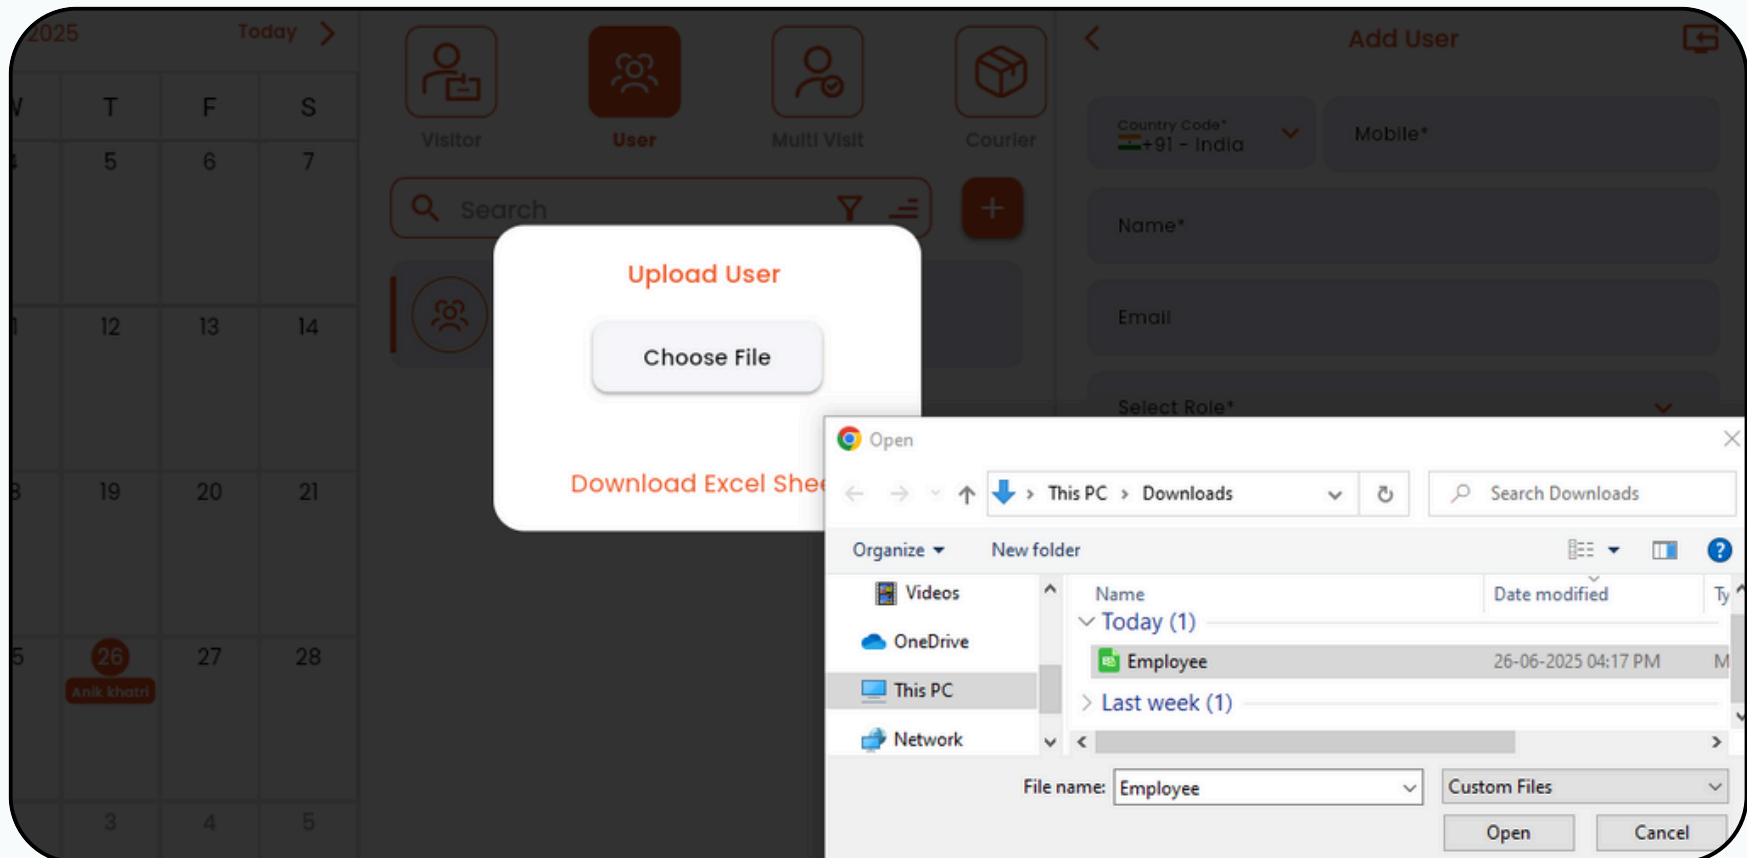 2025 Today
T F S
5 6 7
12 13 14
19 20 21
26 27 28
Anik khatri
3 4 5
Visitor User Multi Visit Courier
Search
Upload User
Choose File
Download Excel Shee
Add User
Country Code*
+91 - India
Mobile*
Name*
Email
Select Role*
Open
This PC > Downloads
Search Downloads
Organize New folder
Videos
OneDrive
This PC
Network
Name Date modified Ty
Today (1)
Employee 26-06-2025 04:17 PM M
Last week (1)
File name: Employee Custom Files
Open Cancel